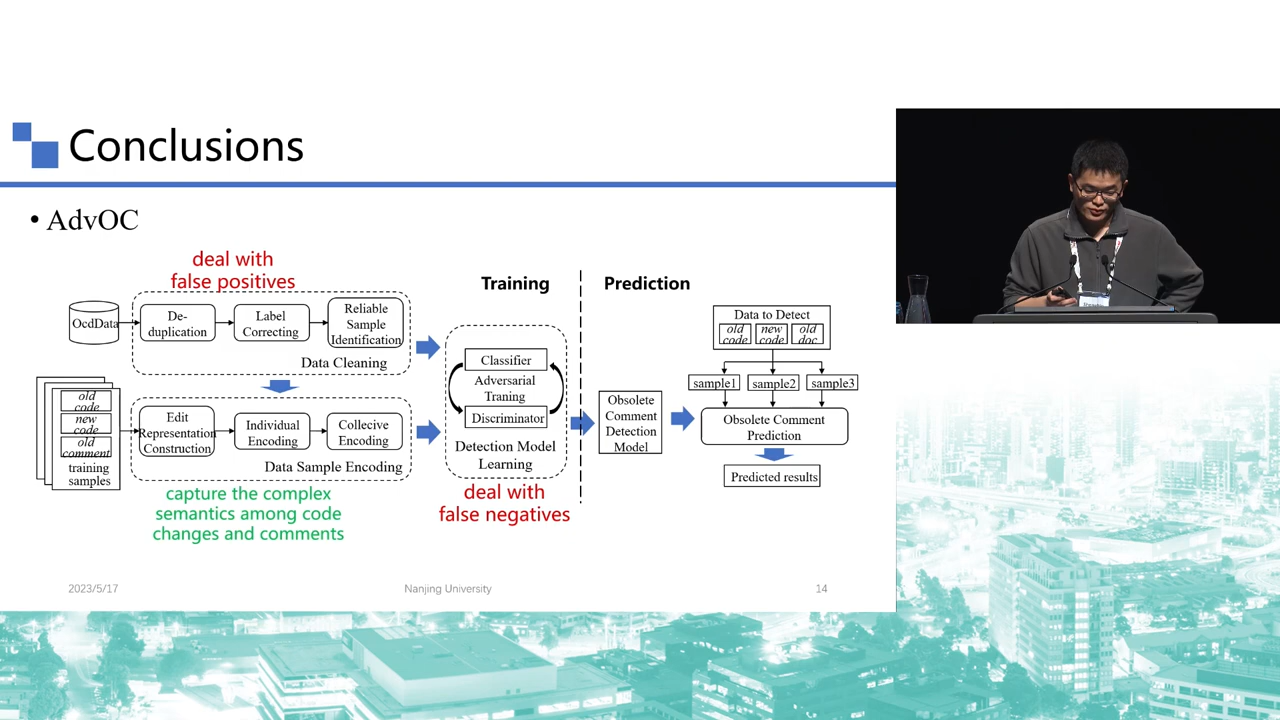 Conclusions
• AdvOC
deal with
false positives
OcdData
De-
duplication
Label
Correcting
Reliable
Sample
Identification
Data Cleaning
old
code
new
code
old
comment
training
samples
Edit
Representation
Construction
Individual
Encoding
Collecive
Encoding
Data Sample Encoding
capture the complex
semantics among code
changes and comments
Training
Classifier
Adversarial
Traning
Discriminator
Detection Model
Learning
deal with
false negatives
Prediction
Obsolete
Comment
Detection
Model
Data to Detect
old
code
new
code
old
doc
sample1
sample2
sample3
Obsolete Comment
Prediction
Predicted results
2023/5/17
Nanjing University
14